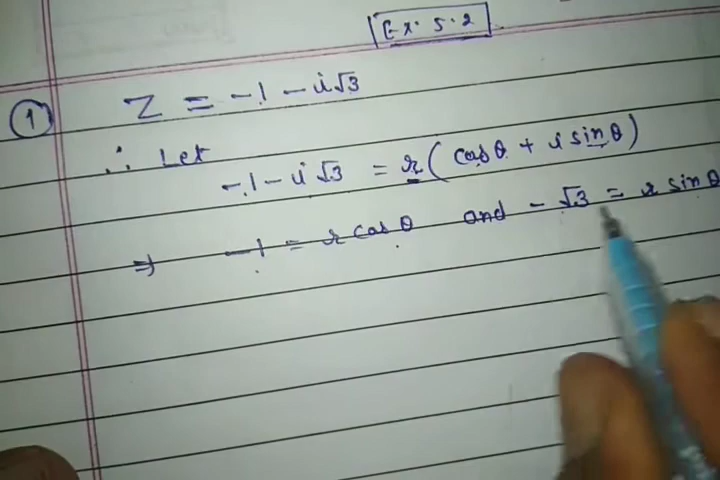 Ex. 5.2
① Z = -1 - i√3
∴ Let
-1 - i√3 = r( cosθ + i sinθ)
⇒ -1 = r cosθ and -√3 = r sinθ